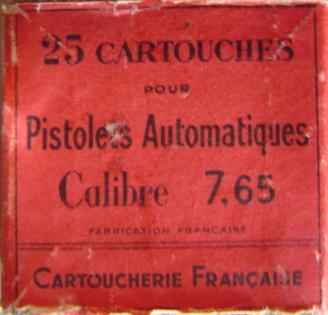 25 CARTOUCHES
POUR
Pistolets Automatiques
Calibre 7,65
FABRICATION FRANÇAISE
CARTOUCHERIE FRANÇAISE